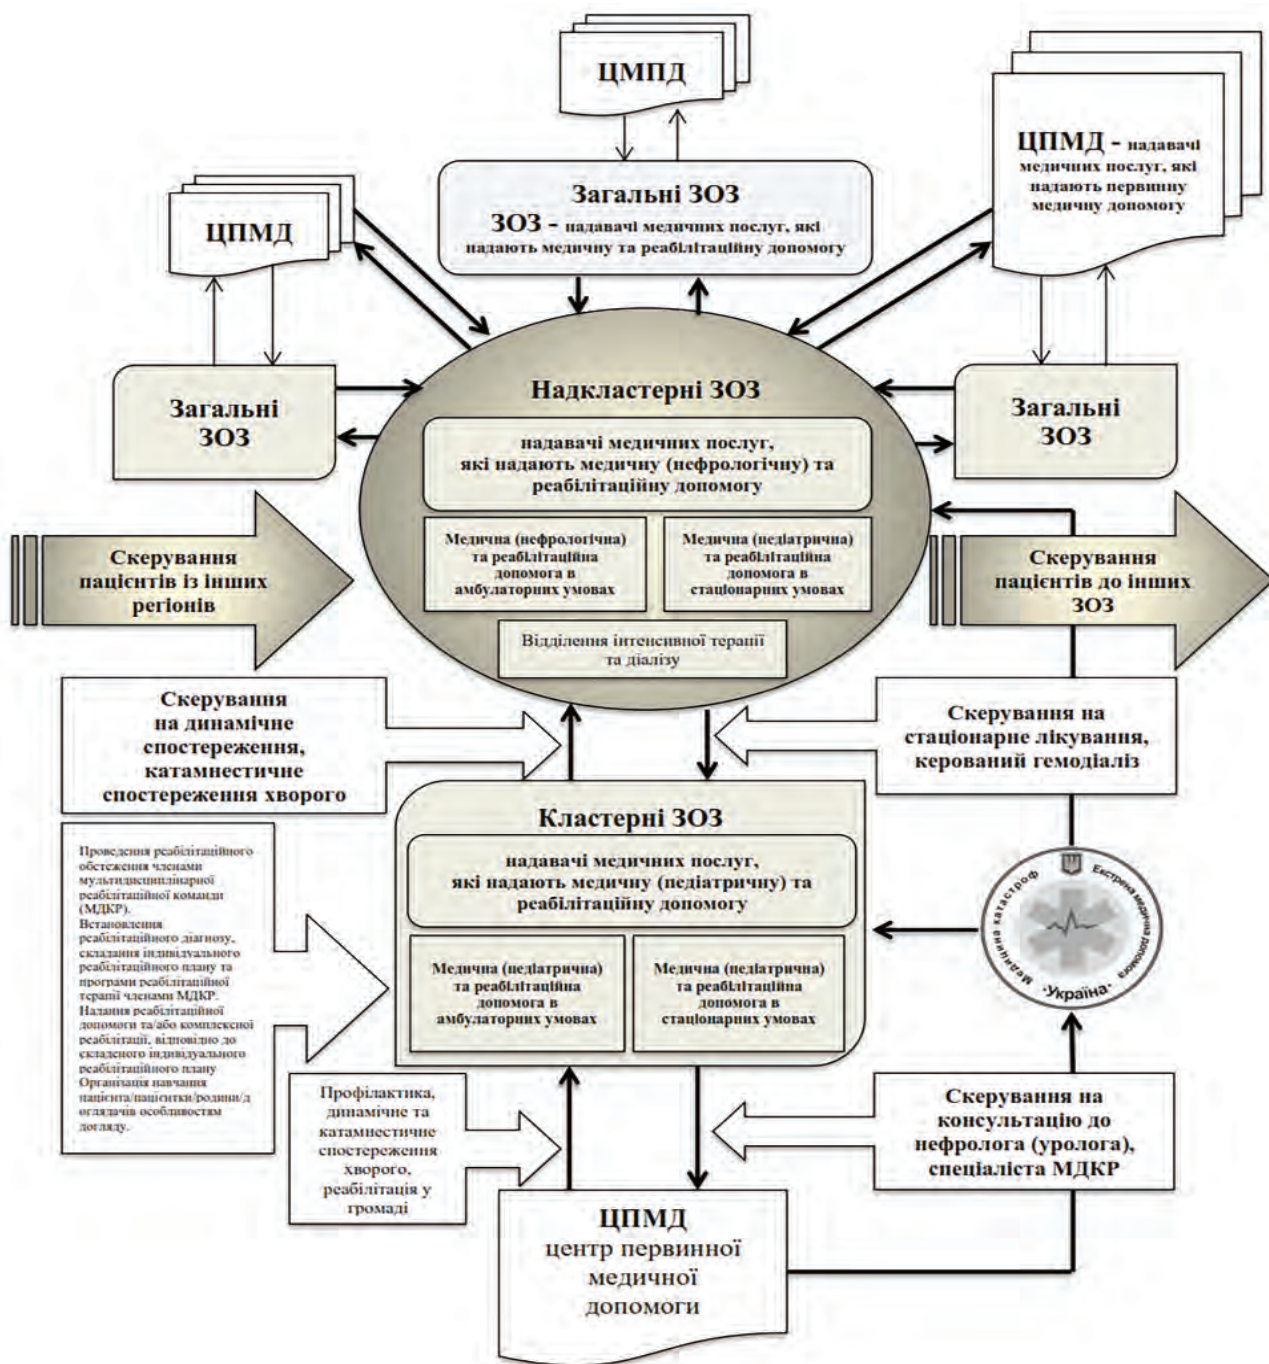 ЦМПД
ЦПМД - надавачі
медичних послуг, які
надають первинну
медичну допомогу
Загальні ЗОЗ
ЗОЗ - надавачі медичних послуг, які
надають медичну та реабілітаційну допомогу
ЦПМД
Загальні
ЗОЗ
Надкластерні ЗОЗ
Загальні
ЗОЗ
надавачі медичних послуг,
які надають медичну (нефрологічну) та
реабілітаційну допомогу
Медична (нефрологічна)
та реабілітаційна
допомога в
амбулаторних умовах
Медична (педіатрична)
та реабілітаційна
допомога в
стаціонарних умовах
Відділення інтенсивної терапії
та діалізу
Скерування
пацієнтів із інших
регіонів
Скерування
пацієнтів до інших
ЗОЗ
Скерування
на динамічне
спостереження,
катамнестичне
спостереження хворого
Скерування на
стаціонарне лікування,
керований гемодіаліз
Кластерні ЗОЗ
надавачі медичних послуг,
які надають медичну (педіатричну) та
реабілітаційну допомогу
Медична (педіатрична)
та реабілітаційна
допомога в
амбулаторних умовах
Медична (педіатрична)
та реабілітаційна
допомога в
стаціонарних умовах
Проведення реабілітаційного
обстеження членами
мультидисциплінарної
реабілітаційної команди
(МДКР).
Встановлення
реабілітаційного діагнозу,
складання індивідуального
реабілітаційного плану та
програми реабілітаційної
терапії членами МДКР.
Надання реабілітаційної
допомоги та/або комплексної
реабілітації, відповідно до
складеного індивідуального
реабілітаційного плану
Організація навчання
пацієнта/пацієнтки/родини/д
оглядачів особливостям
догляду.
Медицина катастроф
Екстрена медична допомога
·Україна·
Профілактика,
динамічне та
катамнестичне
спостереження
хворого,
реабілітація у
громаді
Скерування на
консультацію до
нефролога (уролога),
спеціаліста МДКР
ЦПМД
центр первинної
медичної
допомоги